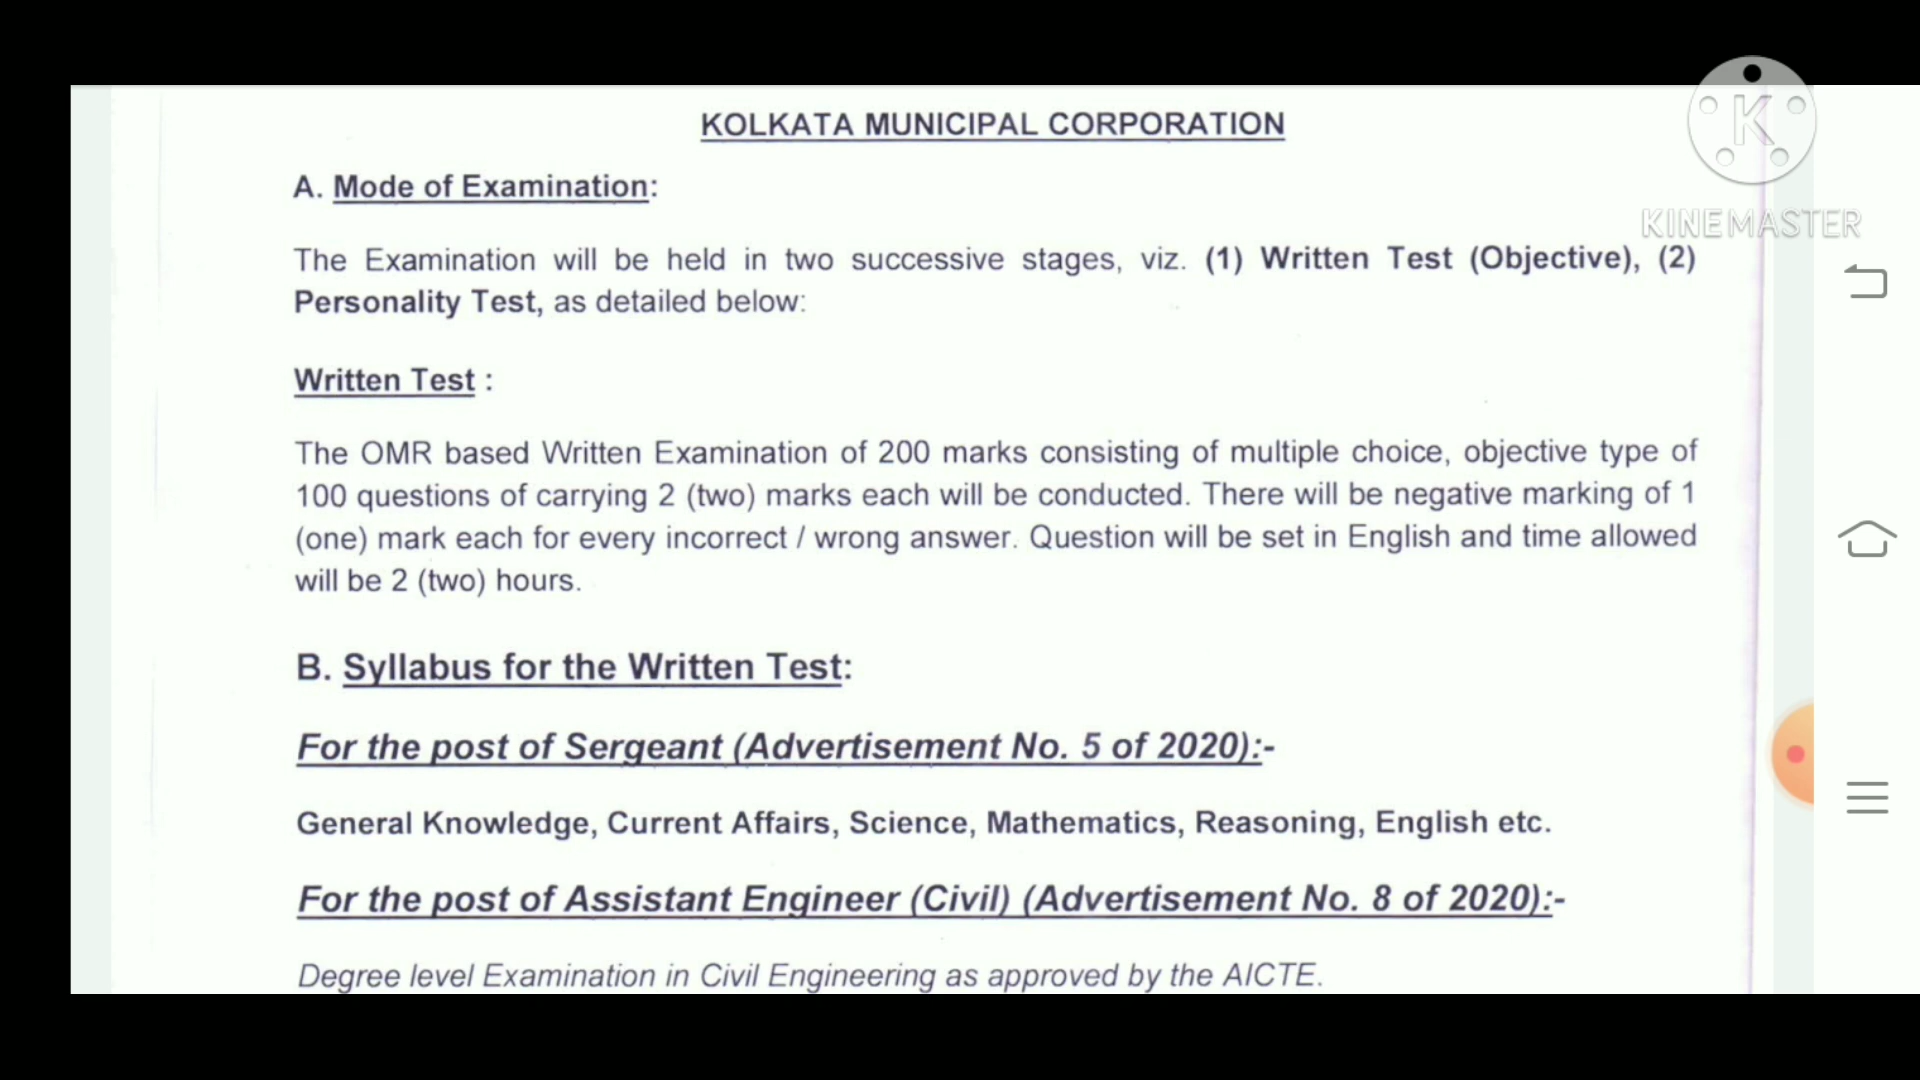 KOLKATA MUNICIPAL CORPORATION
K
KINEMASTER
A. Mode of Examination:
The Examination will be held in two successive stages, viz. (1) Written Test (Objective), (2)
Personality Test, as detailed below:
Written Test :
The OMR based Written Examination of 200 marks consisting of multiple choice, objective type of
100 questions of carrying 2 (two) marks each will be conducted. There will be negative marking of 1
(one) mark each for every incorrect / wrong answer. Question will be set in English and time allowed
will be 2 (two) hours.
B. Syllabus for the Written Test:
For the post of Sergeant (Advertisement No. 5 of 2020):-
General Knowledge, Current Affairs, Science, Mathematics, Reasoning, English etc.
For the post of Assistant Engineer (Civil) (Advertisement No. 8 of 2020):-
Degree level Examination in Civil Engineering as approved by the AICTE.